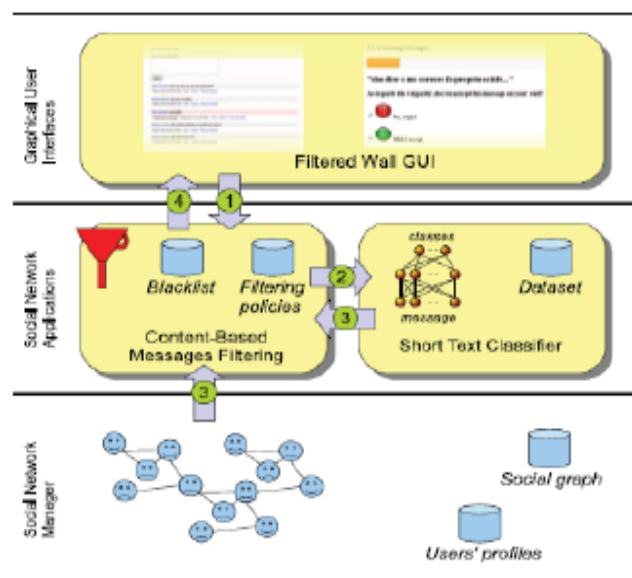 Graphical User
Interfaces
Filtered Wall GUI
4
1
Social Network
Applications
Blacklist
Filtering
policies
Content-Based
Messages Filtering
2
3
classes
message
Dataset
Short Text Classifier
3
Social Network
Manager
Social graph
Users' profiles